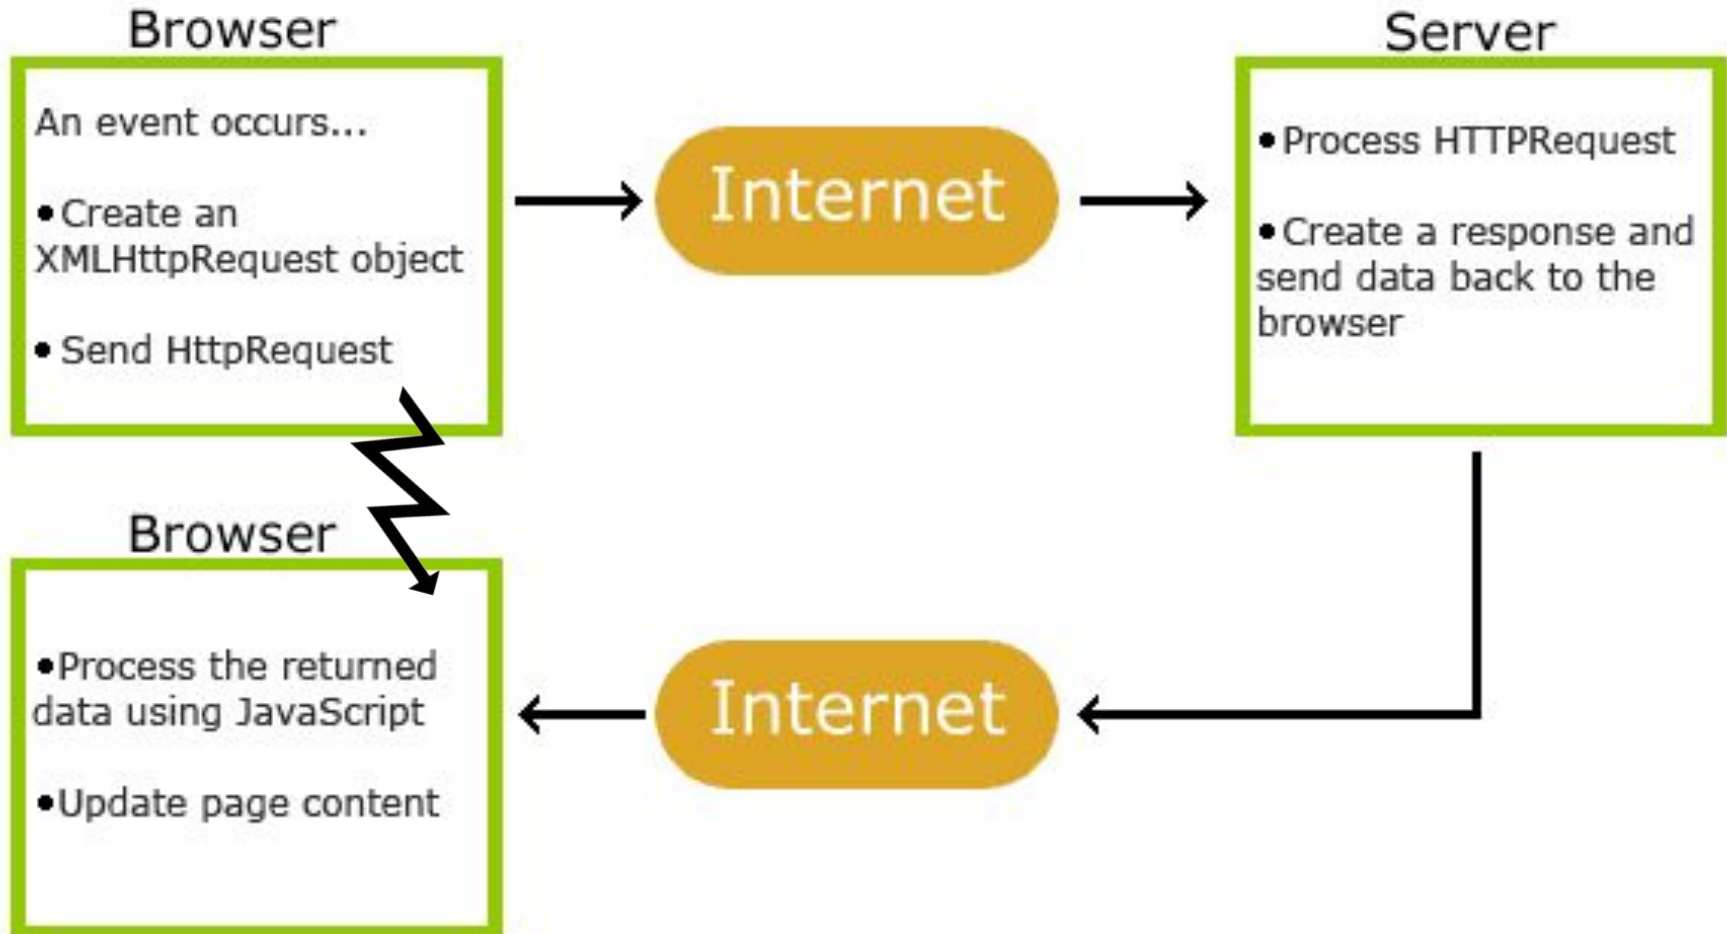 Browser
An event occurs...
•Create an
XMLHttpRequest object
• Send HttpRequest
Internet
Server
•Process HTTPRequest
•Create a response and
send data back to the
browser
Browser
•Process the returned
data using JavaScript
•Update page content
Internet